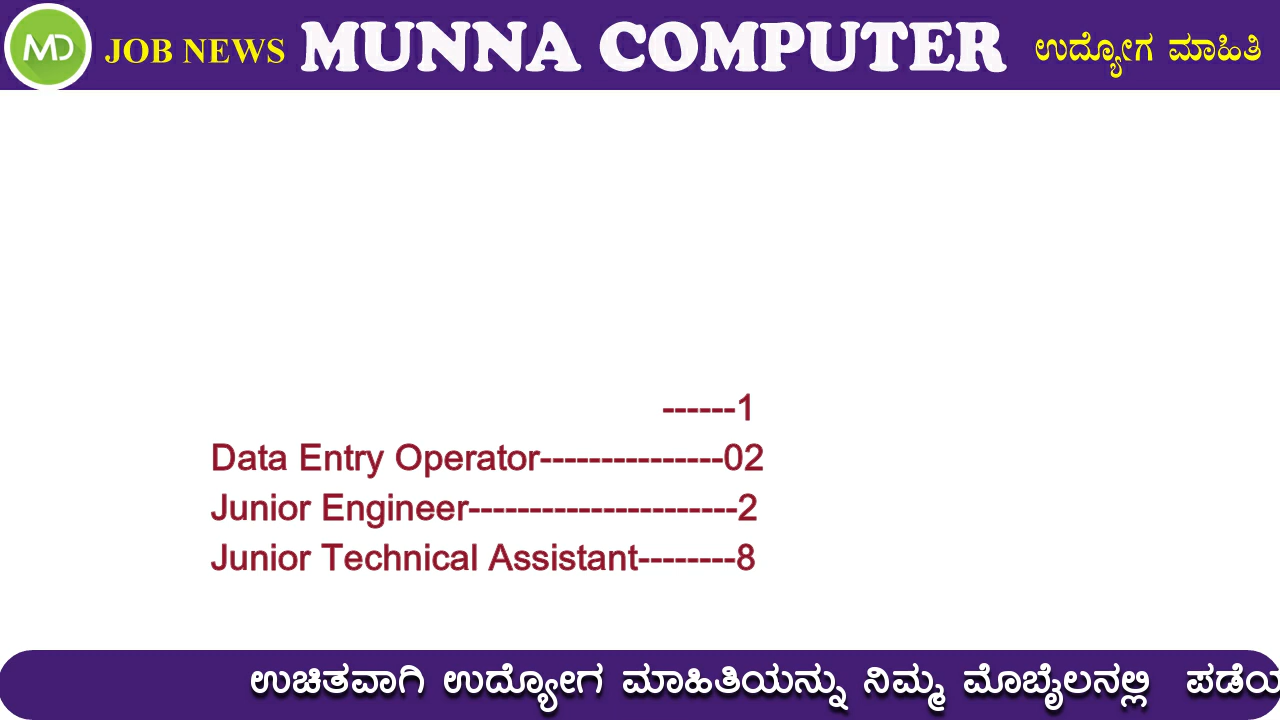 MD JOB NEWS MUNNA COMPUTER ಉದ್ಯೋಗ ಮಾಹಿತಿ
------1
Data Entry Operator---------------02
Junior Engineer----------------------2
Junior Technical Assistant--------8
ಉಚಿತವಾಗಿ ಉದ್ಯೋಗ ಮಾಹಿತಿಯನ್ನು ನಿಮ್ಮ ಮೊಬೈಲನಲ್ಲಿ